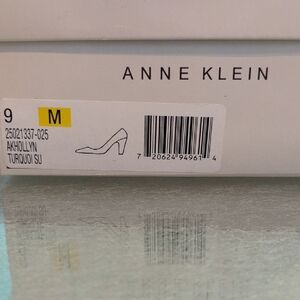 ANNE KLEIN
9 M
25021337-025
AKHOLLYN
TURQUOI SU
7 20624 94961 4